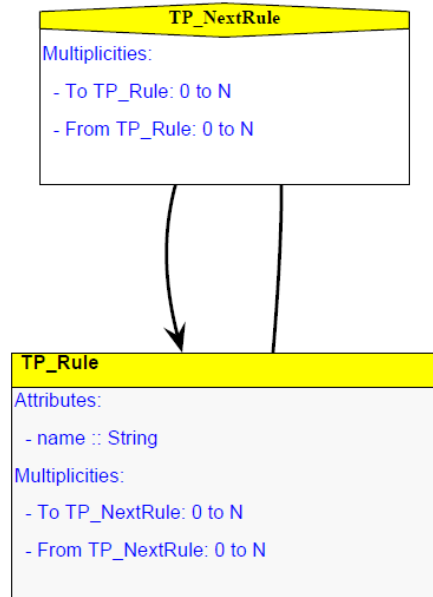 TP_NextRule
Multiplicities:
- To TP_Rule: 0 to N
- From TP_Rule: 0 to N
TP_Rule
Attributes:
- name :: String
Multiplicities:
- To TP_NextRule: 0 to N
- From TP_NextRule: 0 to N